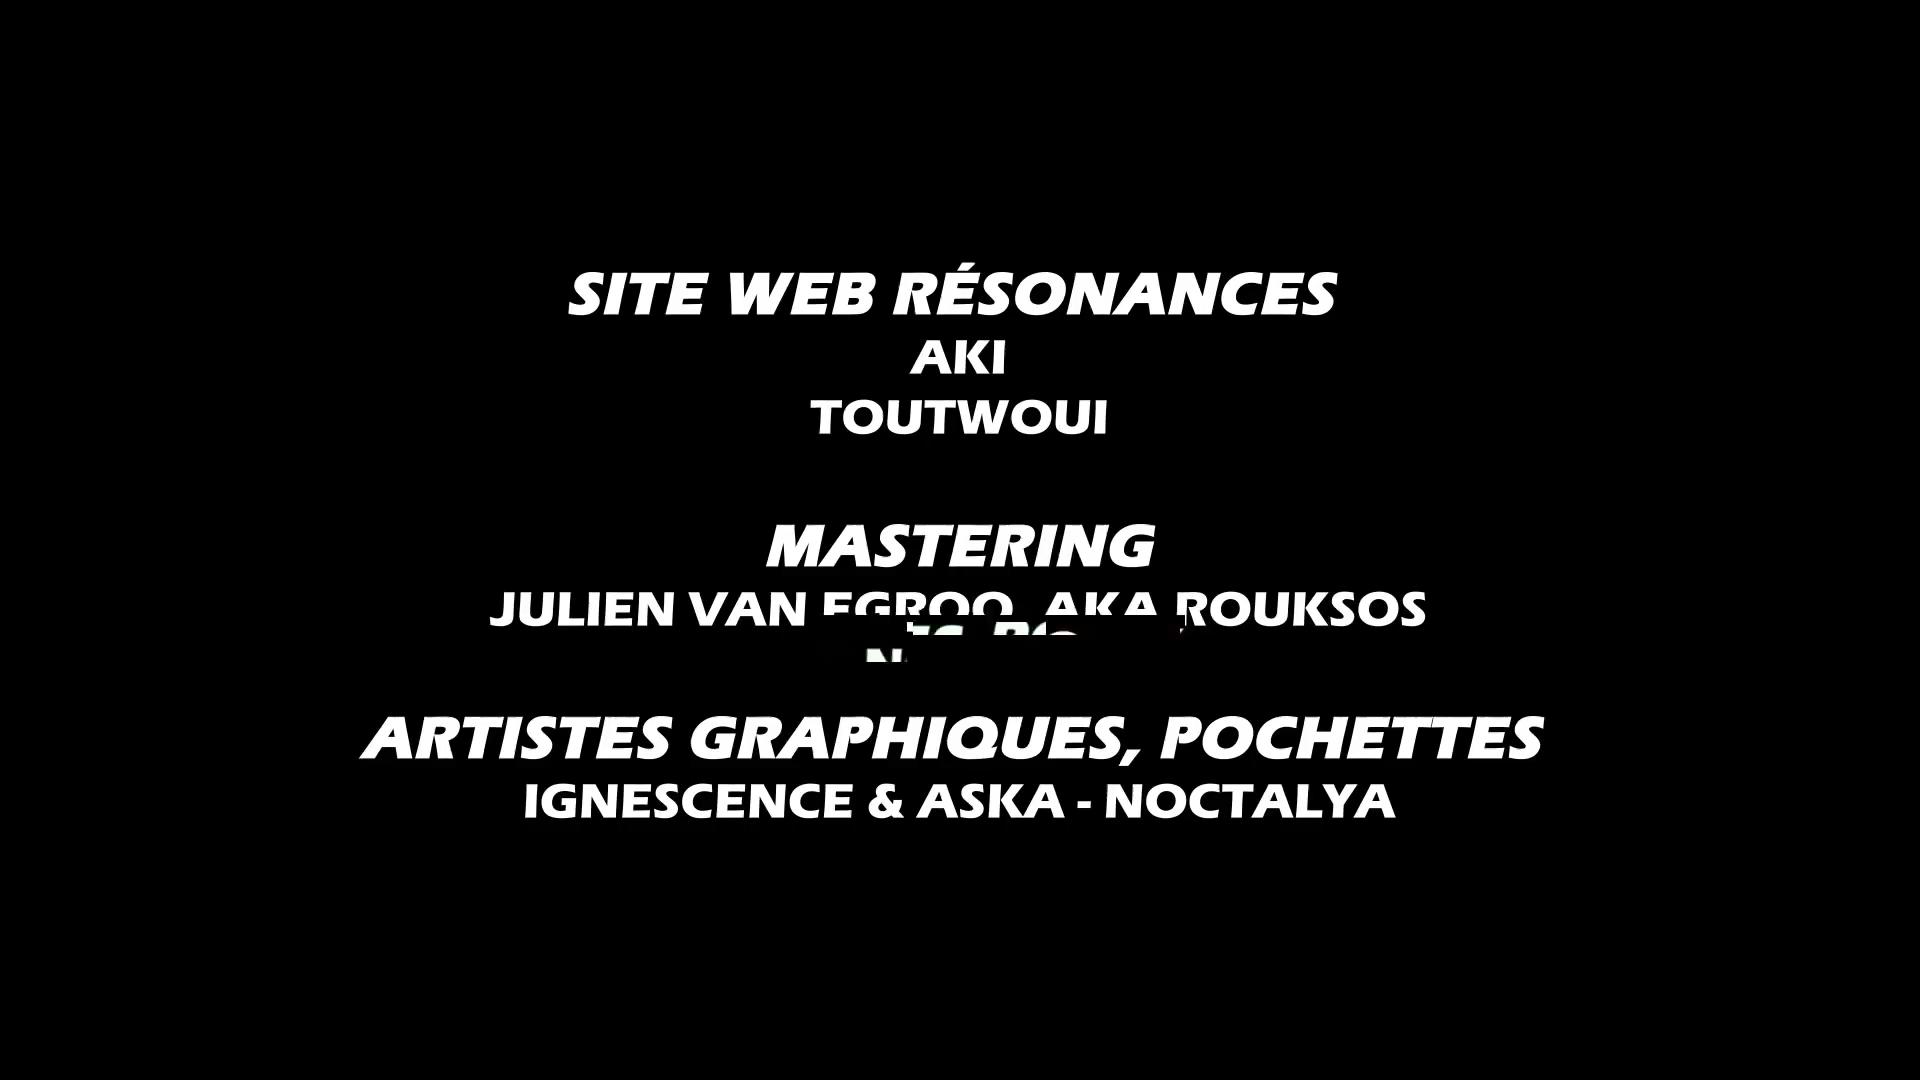 SITE WEB RÉSONANCES
AKI
TOUTWOUI
MASTERING
JULIEN VAN EGROO, AKA ROUKSOS
ARTISTES GRAPHIQUES, POCHETTES
IGNESCENCE & ASKA - NOCTALYA